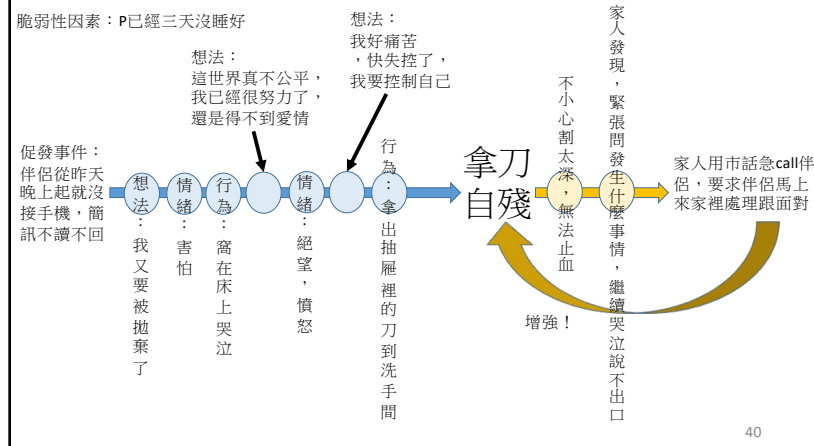 脆弱性因素：P已經三天沒睡好
想法：
這世界真不公平，
我已經很努力了，
還是得不到愛情
想法：
我好痛苦
，快失控了，
我要控制自己
促發事件：
伴侶從昨天
晚上起就沒
接手機，簡
訊不讀不回
想法：我又要被拋棄了
情緒：害怕
行為：窩在床上哭泣
情緒：絕望，憤怒
行為：拿出抽屜裡的刀到洗手間
拿刀
自殘
不小心割太深，無法止血
家人發現，緊張問發生什麼事情，繼續哭泣說不出口
家人用市話急call伴
侶，要求伴侶馬上
來家裡處理跟面對
增強！
40